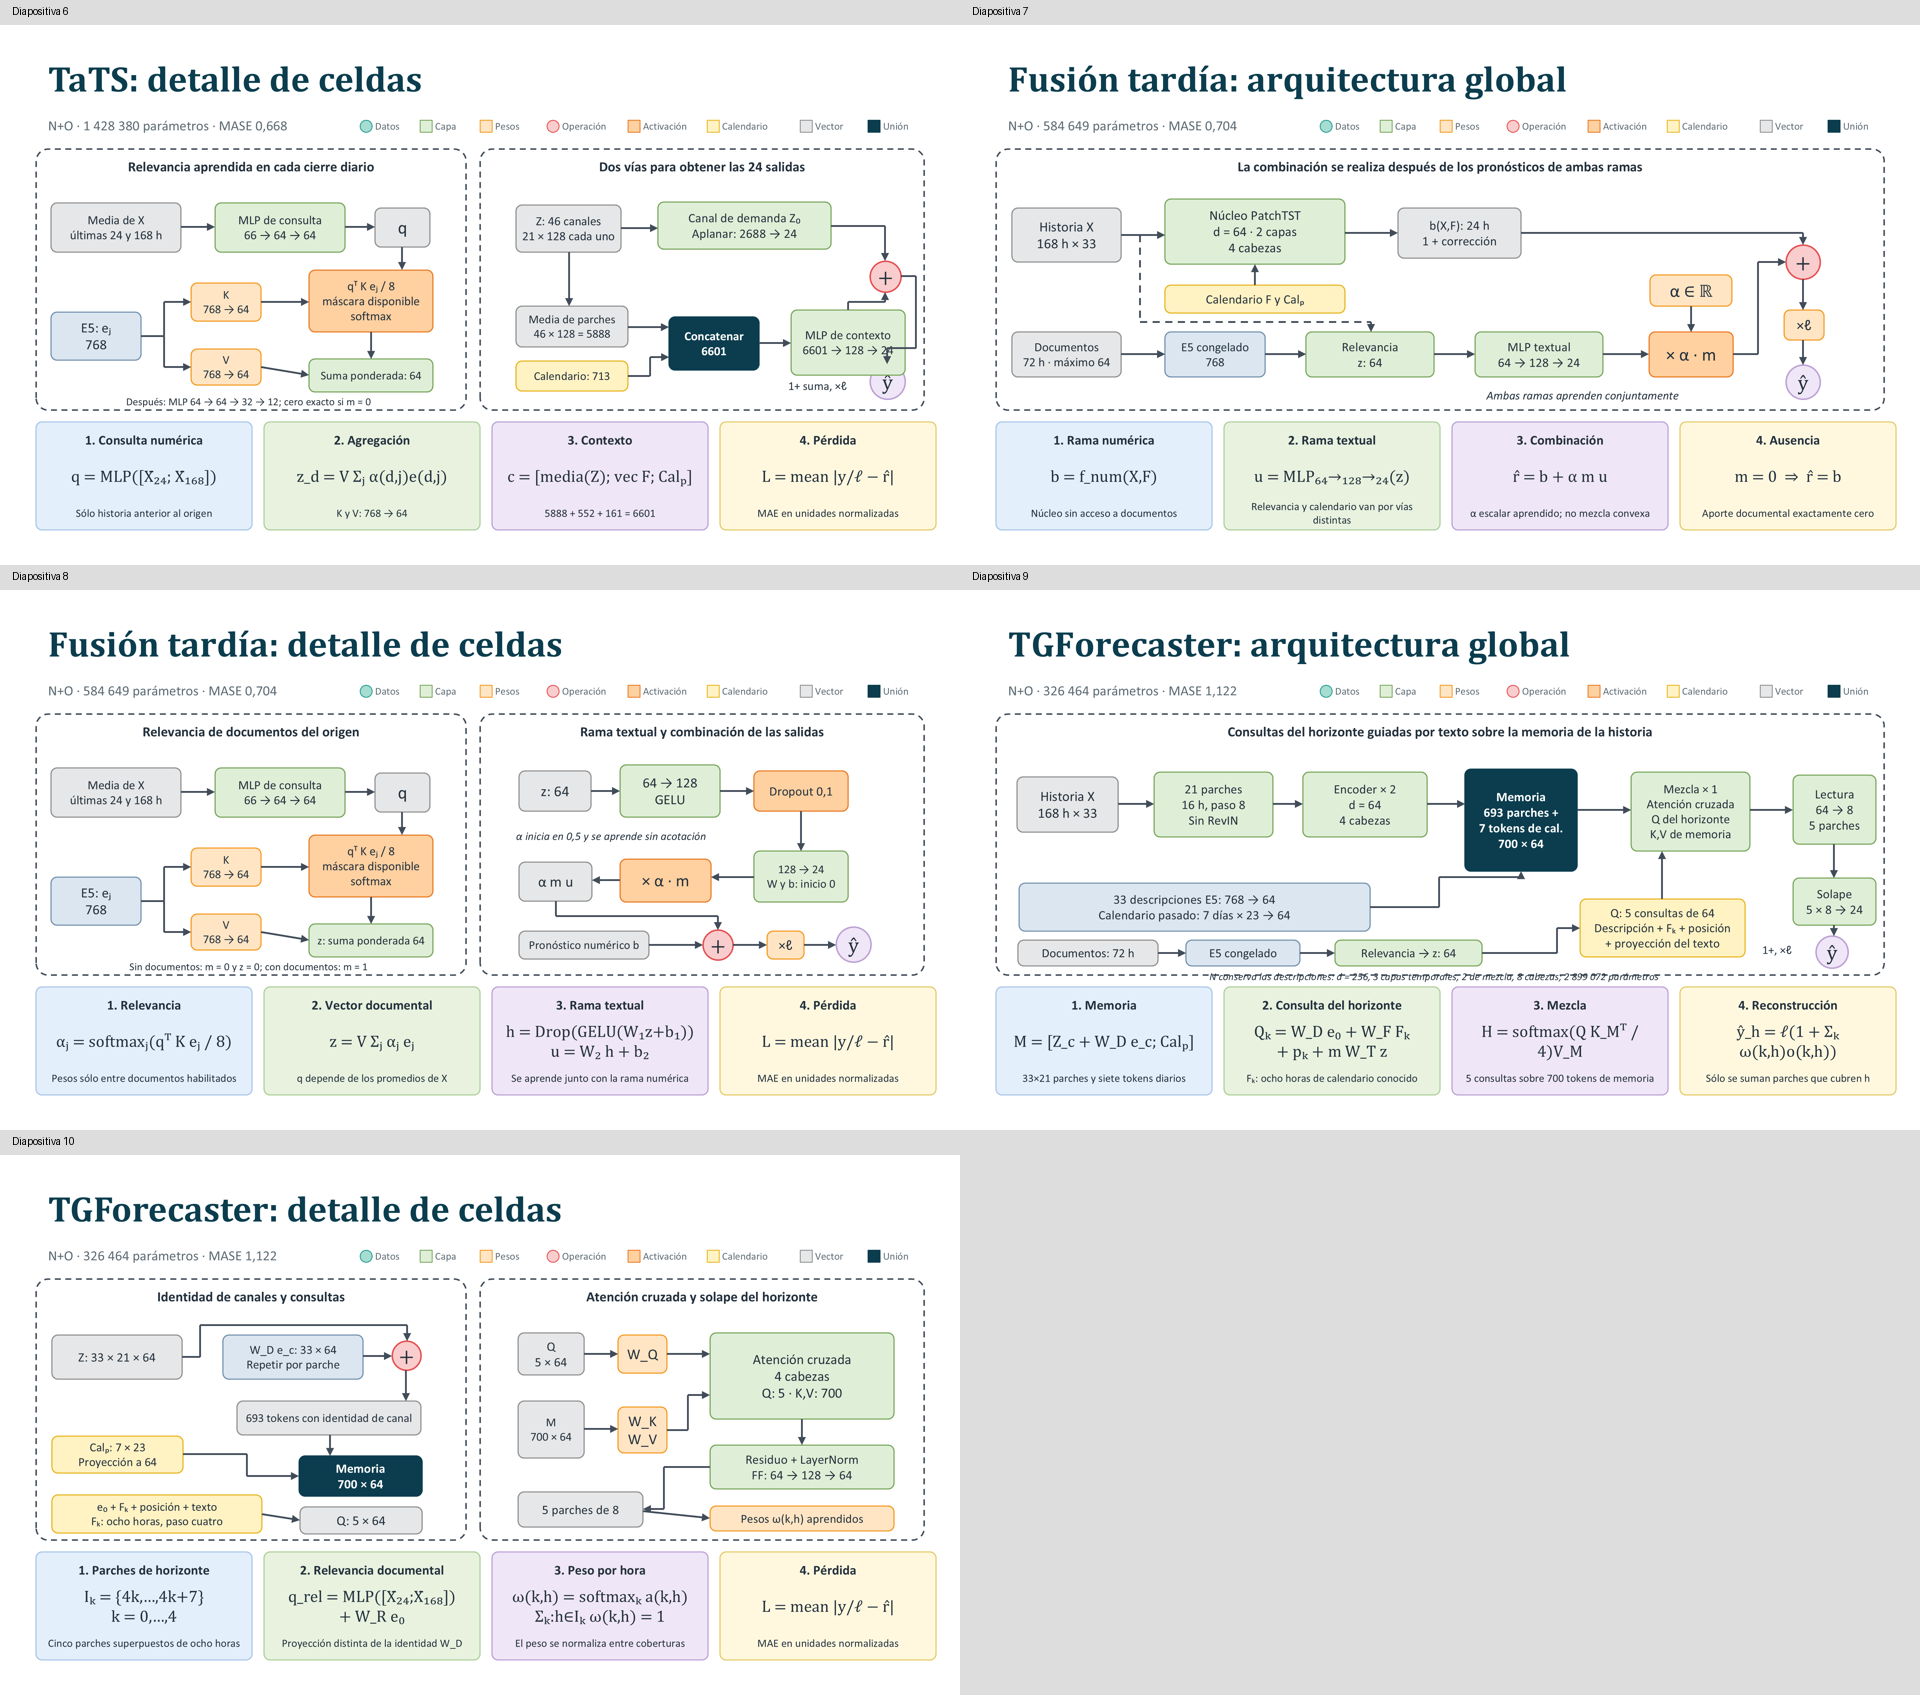 Diapositiva 6
TaTS: detalle de celdas
N+O · 1 428 380 parámetros · MASE 0,668
Datos
Capa
Pesos
Operación
Activación
Calendario
Vector
Unión
Relevancia aprendida en cada cierre diario
Media de X
últimas 24 y 168 h
MLP de consulta
66 → 64 → 64
q
E5: eⱼ
768
K
768 → 64
V
768 → 64
qᵀ K eⱼ / 8
máscara disponible
softmax
Suma ponderada: 64
Después: MLP 64 → 64 → 32 → 12; cero exacto si m = 0
Dos vías para obtener las 24 salidas
Z: 46 canales
21 × 128 cada uno
Canal de demanda Z₀
Aplanar: 2688 → 24
+
Media de parches
46 × 128 = 5888
Calendario: 713
Concatenar
6601
MLP de contexto
6601 → 128 → 24
1+ suma, ×ℓ
ŷ
1. Consulta numérica
q = MLP([X̄₂₄; X̄₁₆₈])
Sólo historia anterior al origen
2. Agregación
z_d = V Σⱼ α(d,j)e(d,j)
K y V: 768 → 64
3. Contexto
c = [media(Z); vec F; Calₚ]
5888 + 552 + 161 = 6601
4. Pérdida
L = mean |y/ℓ − r̂|
MAE en unidades normalizadas
Diapositiva 7
Fusión tardía: arquitectura global
N+O · 584 649 parámetros · MASE 0,704
Datos
Capa
Pesos
Operación
Activación
Calendario
Vector
Unión
La combinación se realiza después de los pronósticos de ambas ramas
Historia X
168 h × 33
Núcleo PatchTST
d = 64 · 2 capas
4 cabezas
b(X,F): 24 h
1 + corrección
+
Calendario F y Calₚ
α ∈ ℝ
×ℓ
Documentos
72 h · máximo 64
E5 congelado
768
Relevancia
z: 64
MLP textual
64 → 128 → 24
× α · m
ŷ
Ambas ramas aprenden conjuntamente
1. Rama numérica
b = f_num(X,F)
Núcleo sin acceso a documentos
2. Rama textual
u = MLP₆₄→₁₂₈→₂₄(z)
Relevancia y calendario van por vías
distintas
3. Combinación
r̂ = b + α m u
α escalar aprendido; no mezcla convexa
4. Ausencia
m = 0 ⇒ r̂ = b
Aporte documental exactamente cero
Diapositiva 8
Fusión tardía: detalle de celdas
N+O · 584 649 parámetros · MASE 0,704
Datos
Capa
Pesos
Operación
Activación
Calendario
Vector
Unión
Relevancia de documentos del origen
Media de X
últimas 24 y 168 h
MLP de consulta
66 → 64 → 64
q
E5: eⱼ
768
K
768 → 64
V
768 → 64
qᵀ K eⱼ / 8
máscara disponible
softmax
z: suma ponderada 64
Sin documentos: m = 0 y z = 0; con documentos: m = 1
Rama textual y combinación de las salidas
z: 64
64 → 128
GELU
Dropout 0,1
α inicia en 0,5 y se aprende sin acotación
α m u
× α · m
128 → 24
W y b: inicio 0
Pronóstico numérico b
+
×ℓ
ŷ
1. Relevancia
αⱼ = softmaxⱼ(qᵀ K eⱼ / 8)
Pesos sólo entre documentos habilitados
2. Vector documental
z = V Σⱼ αⱼ eⱼ
q depende de los promedios de X
3. Rama textual
h = Drop(GELU(W₁z+b₁))
u = W₂ h + b₂
Se aprende junto con la rama numérica
4. Pérdida
L = mean |y/ℓ − r̂|
MAE en unidades normalizadas
Diapositiva 9
TGForecaster: arquitectura global
N+O · 326 464 parámetros · MASE 1,122
Datos
Capa
Pesos
Operación
Activación
Calendario
Vector
Unión
Consultas del horizonte guiadas por texto sobre la memoria de la historia
Historia X
168 h × 33
21 parches
16 h, paso 8
Sin RevIN
Encoder × 2
d = 64
4 cabezas
Memoria
693 parches +
7 tokens de cal.
700 × 64
Mezcla × 1
Atención cruzada
Q del horizonte
K,V de memoria
Lectura
64 → 8
5 parches
33 descripciones E5: 768 → 64
Calendario pasado: 7 días × 23 → 64
Q: 5 consultas de 64
Descripción + Fₖ + posición
+ proyección del texto
Solape
5 × 8 → 24
Documentos: 72 h
E5 congelado
Relevancia → z: 64
1+, ×ℓ
ŷ
N conserva las descripciones: d = 256, 3 capas temporales, 2 de mezcla, 8 cabezas; 2 899 072 parámetros
1. Memoria
M = [Z_c + W_D e_c; Calₚ]
33×21 parches y siete tokens diarios
2. Consulta del horizonte
Qₖ = W_D e₀ + W_F Fₖ
+ pₖ + m W_T z
Fₖ: ocho horas de calendario conocido
3. Mezcla
H = softmax(Q K_Mᵀ /
4)V_M
5 consultas sobre 700 tokens de memoria
4. Reconstrucción
ŷ_h = ℓ(1 + Σₖ
ω(k,h)o(k,h))
Sólo se suman parches que cubren h
Diapositiva 10
TGForecaster: detalle de celdas
N+O · 326 464 parámetros · MASE 1,122
Datos
Capa
Pesos
Operación
Activación
Calendario
Vector
Unión
Identidad de canales y consultas
Z: 33 × 21 × 64
W_D e_c: 33 × 64
Repetir por parche
+
693 tokens con identidad de canal
Calₚ: 7 × 23
Proyección a 64
Memoria
700 × 64
e₀ + Fₖ + posición + texto
Fₖ: ocho horas, paso cuatro
Q: 5 × 64
Atención cruzada y solape del horizonte
Q
5 × 64
W_Q
Atención cruzada
4 cabezas
Q: 5 · K,V: 700
M
700 × 64
W_K
W_V
Residuo + LayerNorm
FF: 64 → 128 → 64
5 parches de 8
Pesos ω(k,h) aprendidos
1. Parches de horizonte
Iₖ = {4k,...,4k+7}
k = 0,...,4
Cinco parches superpuestos de ocho horas
2. Relevancia documental
q_rel = MLP([X̄₂₄;X̄₁₆₈])
+ W_R e₀
Proyección distinta de la identidad W_D
3. Peso por hora
ω(k,h) = softmaxₖ a(k,h)
Σₖ:h∈Iₖ ω(k,h) = 1
El peso se normaliza entre coberturas
4. Pérdida
L = mean |y/ℓ − r̂|
MAE en unidades normalizadas